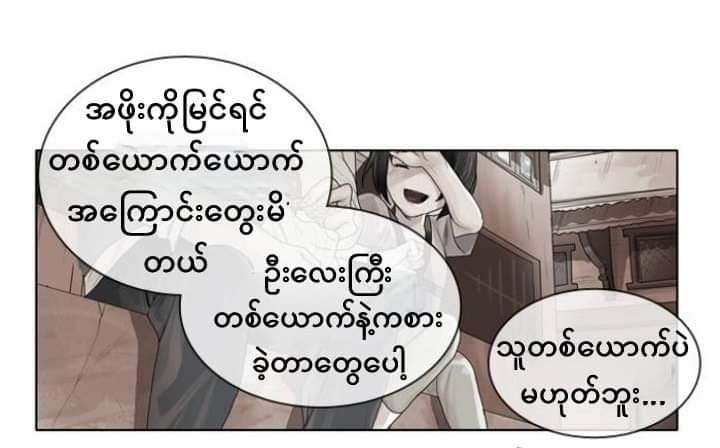 အဖိုးကိုမြင်ရင်
တစ်ယောက်ယောက်
အကြောင်းတွေးမိ
တယ်
ဦးလေးကြီး
တစ်ယောက်နဲ့ကစား
ခဲ့တာတွေပေါ့
သူတစ်ယောက်ပဲ
မဟုတ်ဘူး...